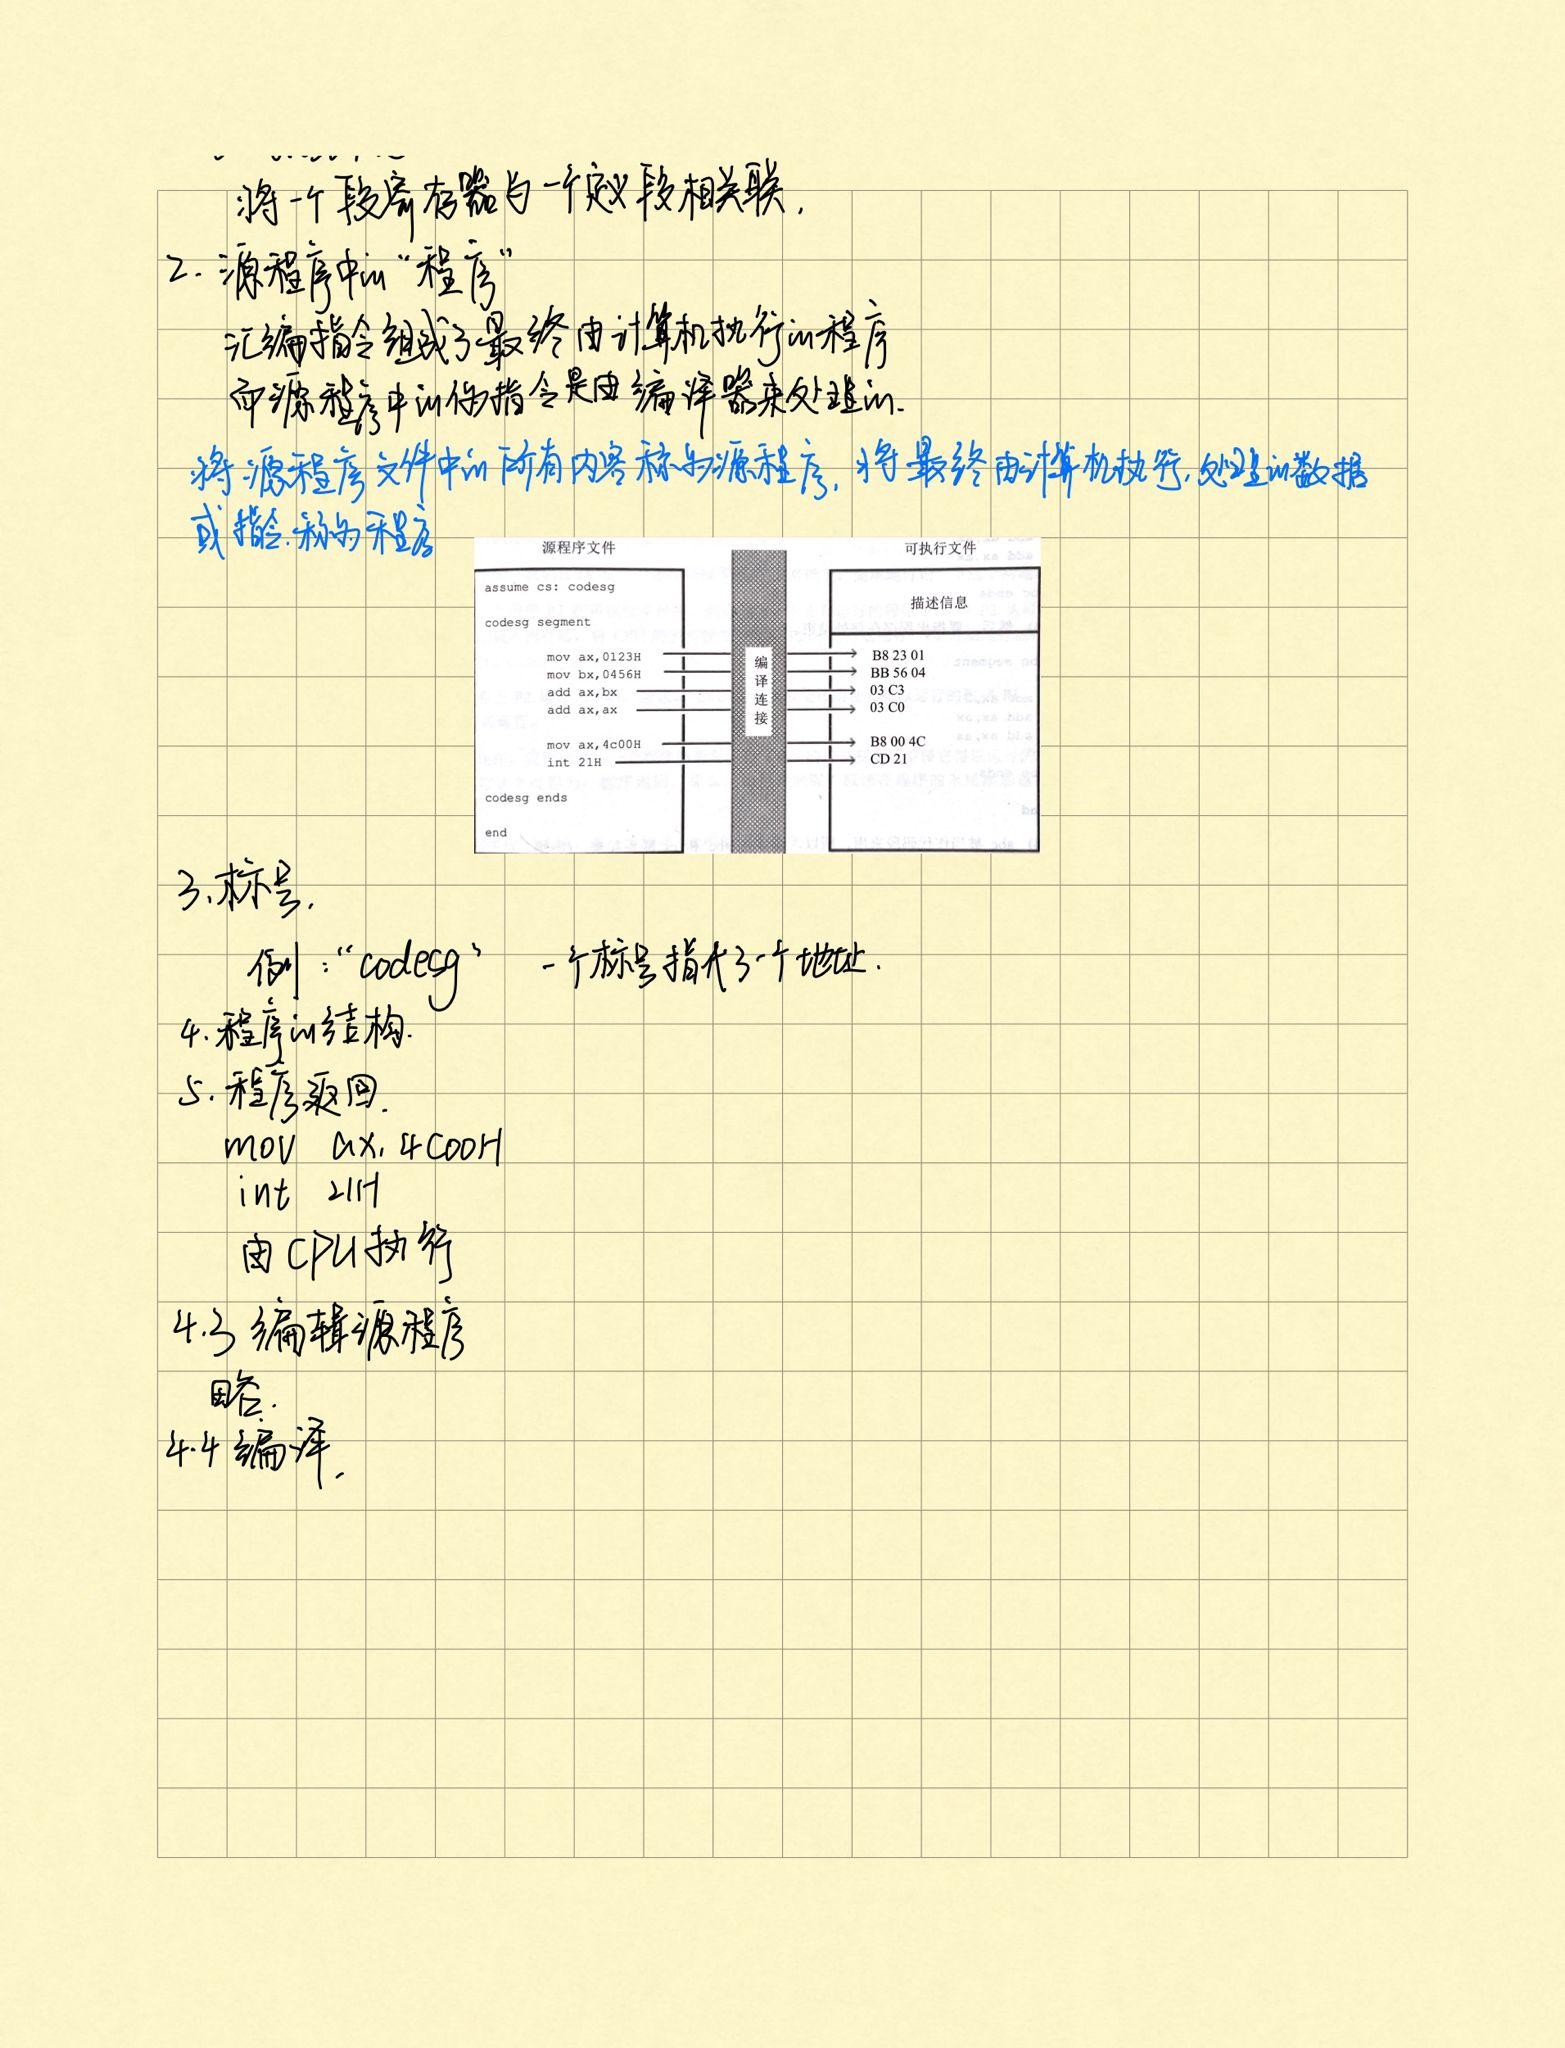 将一个段寄存器与一个定义段相关联.
2. 源程序中的“程序”
汇编指令组成了最终由计算机执行的程序
而源程序中的伪指令是由编译器来处理的.
将源程序文件中的所有内容称为源程序, 将最终由计算机执行.处理的数据
或指令.称为程序
源程序文件
assume cs: codesg
codesg segment
mov ax,0123H
mov bx,0456H
add ax,bx
add ax,ax
mov ax,4c00H
int 21H
codesg ends
end
编译连接
可执行文件
描述信息
B8 23 01
BB 56 04
03 C3
03 C0
B8 00 4C
CD 21
3.标号.
例:“codesg” 一个标号指代了一个地址.
4.程序的结构.
5.程序返回.
mov ax,4C00H
int 21H
由CPU执行
4.3 编辑源程序
略.
4.4 编译.